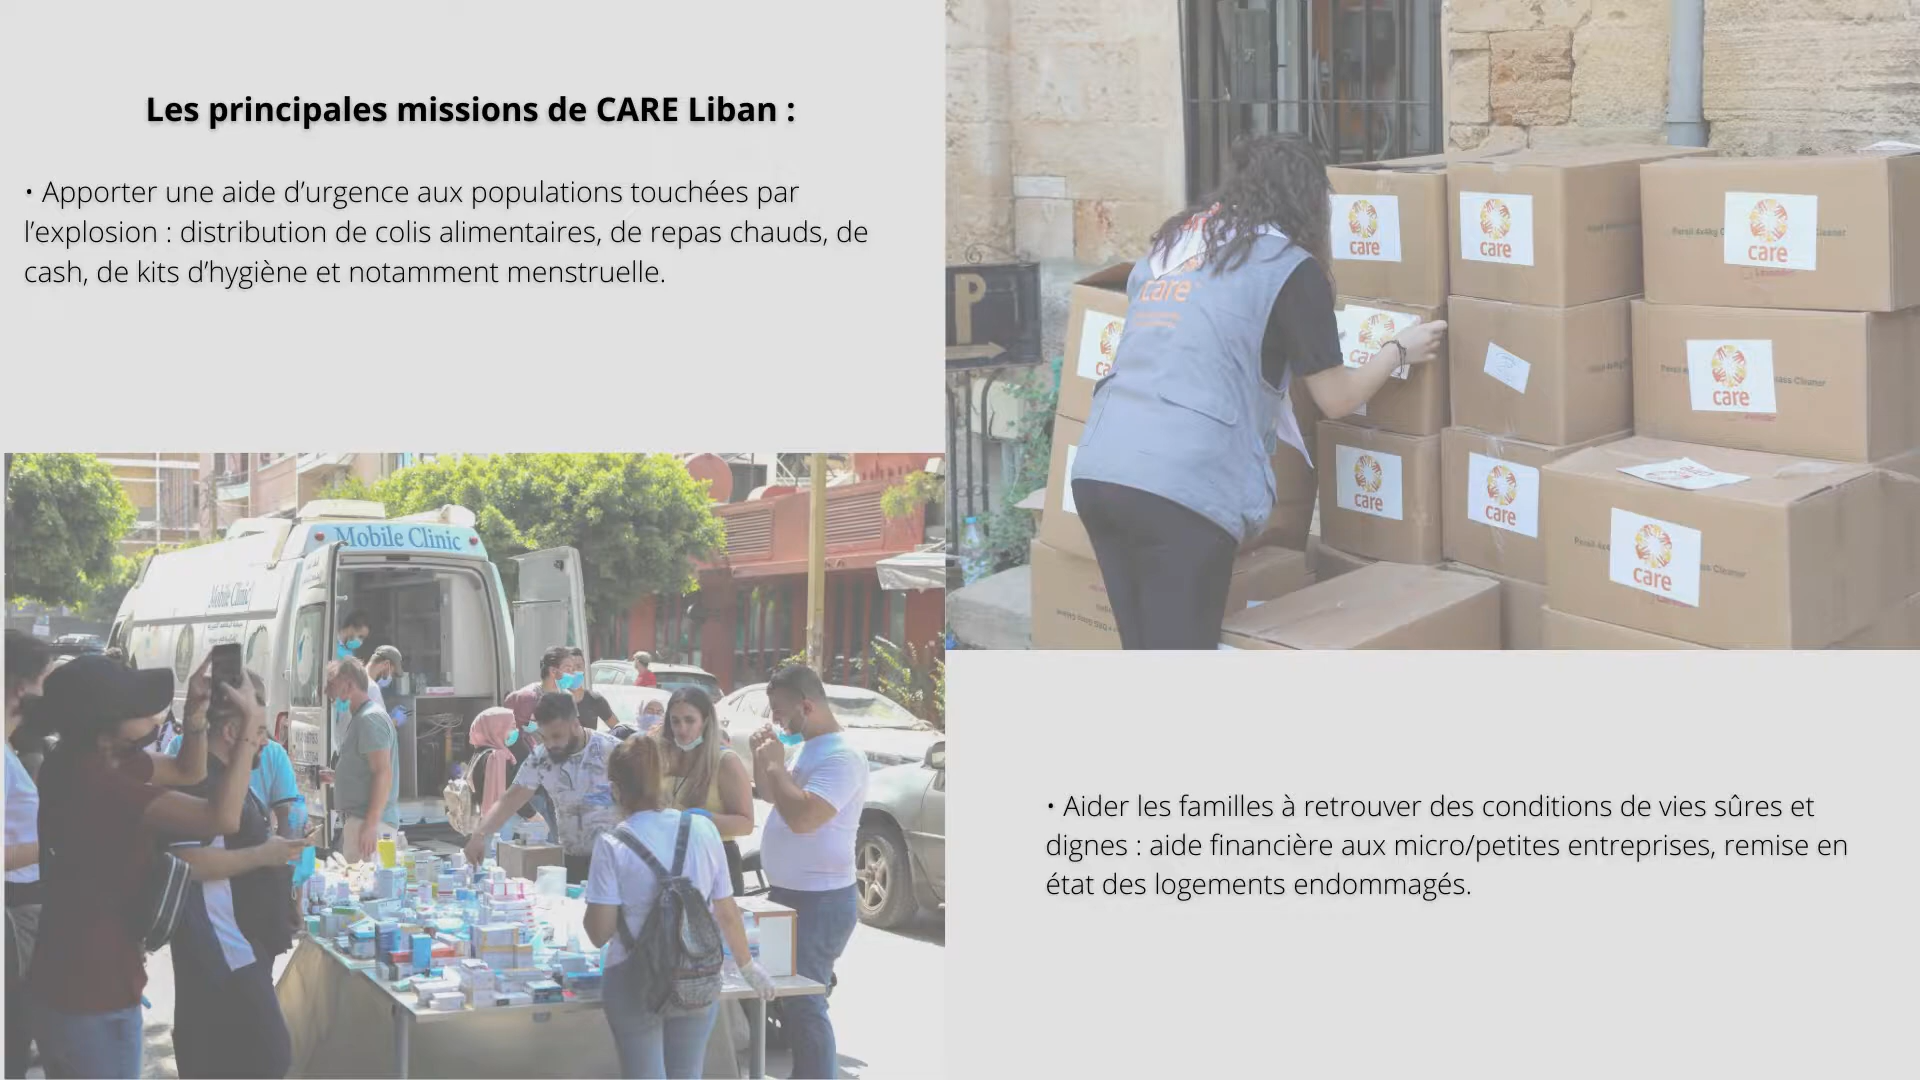 Les principales missions de CARE Liban :
• Apporter une aide d’urgence aux populations touchées par
l’explosion : distribution de colis alimentaires, de repas chauds, de
cash, de kits d’hygiène et notamment menstruelle.
P
care
care
care
care
care
care
care
care
care
Mobile Clinic
Mobile Clinic
• Aider les familles à retrouver des conditions de vies sûres et
dignes : aide financière aux micro/petites entreprises, remise en
état des logements endommagés.